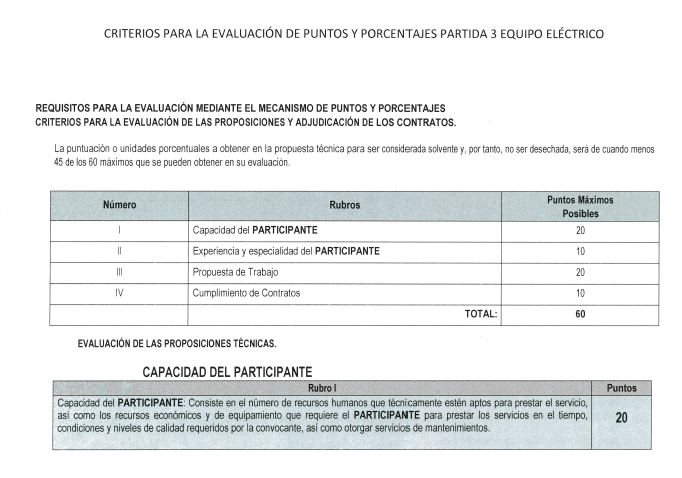 CRITERIOS PARA LA EVALUACIÓN DE PUNTOS Y PORCENTAJES PARTIDA 3 EQUIPO ELÉCTRICO
REQUISITOS PARA LA EVALUACIÓN MEDIANTE EL MECANISMO DE PUNTOS Y PORCENTAJES
CRITERIOS PARA LA EVALUACIÓN DE LAS PROPOSICIONES Y ADJUDICACIÓN DE LOS CONTRATOS.
La puntuación o unidades porcentuales a obtener en la propuesta técnica para ser considerada solvente y, por tanto, no ser desechada, será de cuando menos
45 de los 60 máximos que se pueden obtener en su evaluación.
Número Rubros Puntos Máximos
Posibles
I Capacidad del PARTICIPANTE 20
II Experiencia y especialidad del PARTICIPANTE 10
III Propuesta de Trabajo 20
IV Cumplimiento de Contratos 10
TOTAL: 60
EVALUACIÓN DE LAS PROPOSICIONES TÉCNICAS.
CAPACIDAD DEL PARTICIPANTE
Rubro I Puntos
Capacidad del PARTICIPANTE: Consiste en el número de recursos humanos que técnicamente estén aptos para prestar el servicio,
así como los recursos económicos y de equipamiento que requiere el PARTICIPANTE para prestar los servicios en el tiempo,
condiciones y niveles de calidad requeridos por la convocante, así como otorgar servicios de mantenimientos.
20